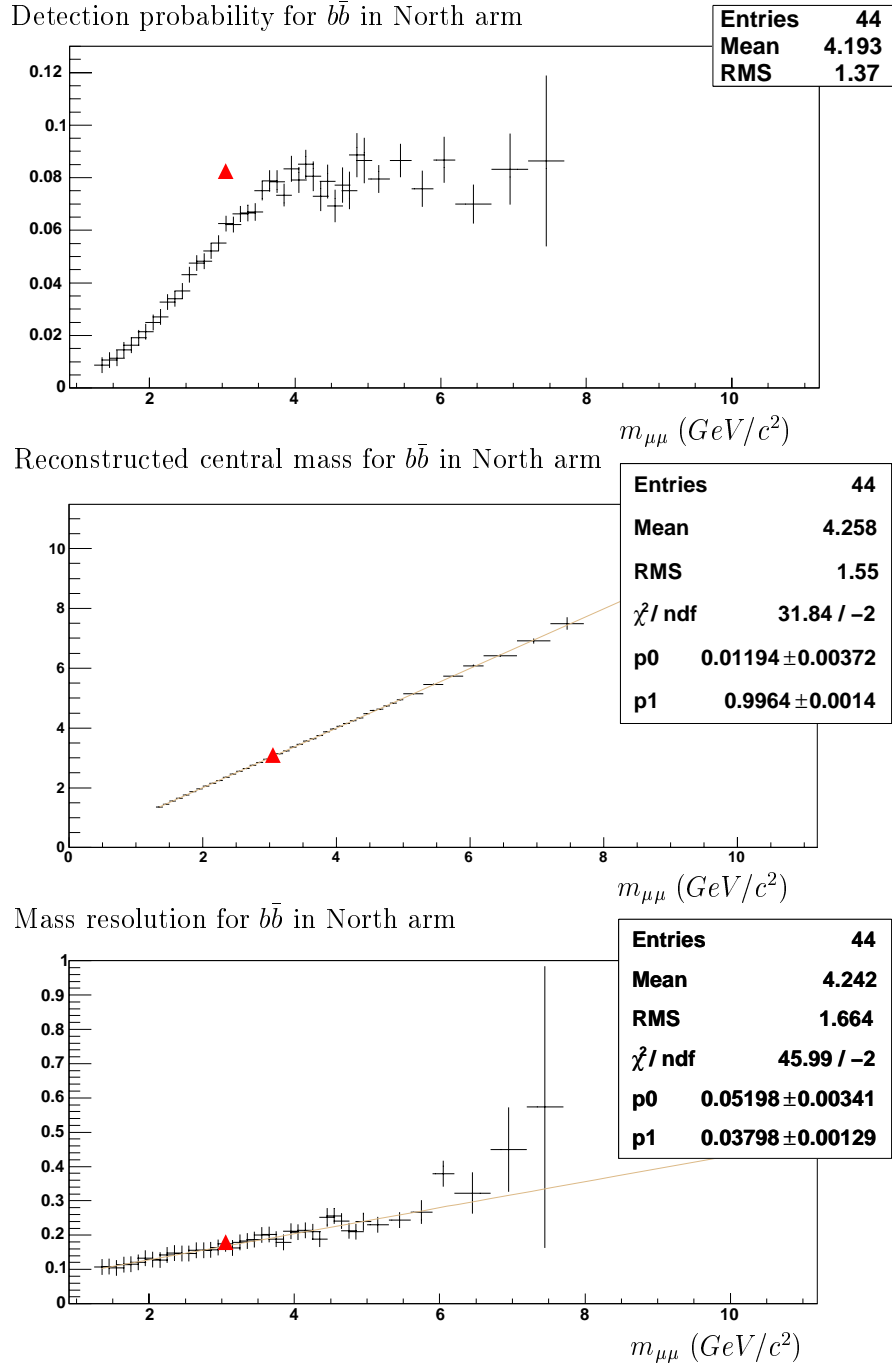 Detection probability for bb̄ in North arm
Entries 44
Mean 4.193
RMS 1.37
0.12
0.1
0.08
0.06
0.04
0.02
0
2 4 6 8 10
m_μμ (GeV/c²)
Reconstructed central mass for bb̄ in North arm
Entries 44
Mean 4.258
RMS 1.55
χ²/ ndf 31.84 / −2
p0 0.01194 ±0.00372
p1 0.9964 ±0.0014
10
8
6
4
2
0
0 2 4 6 8 10
m_μμ (GeV/c²)
Mass resolution for bb̄ in North arm
Entries 44
Mean 4.242
RMS 1.664
χ²/ ndf 45.99 / −2
p0 0.05198 ±0.00341
p1 0.03798 ±0.00129
1
0.9
0.8
0.7
0.6
0.5
0.4
0.3
0.2
0.1
0
2 4 6 8 10
m_μμ (GeV/c²)